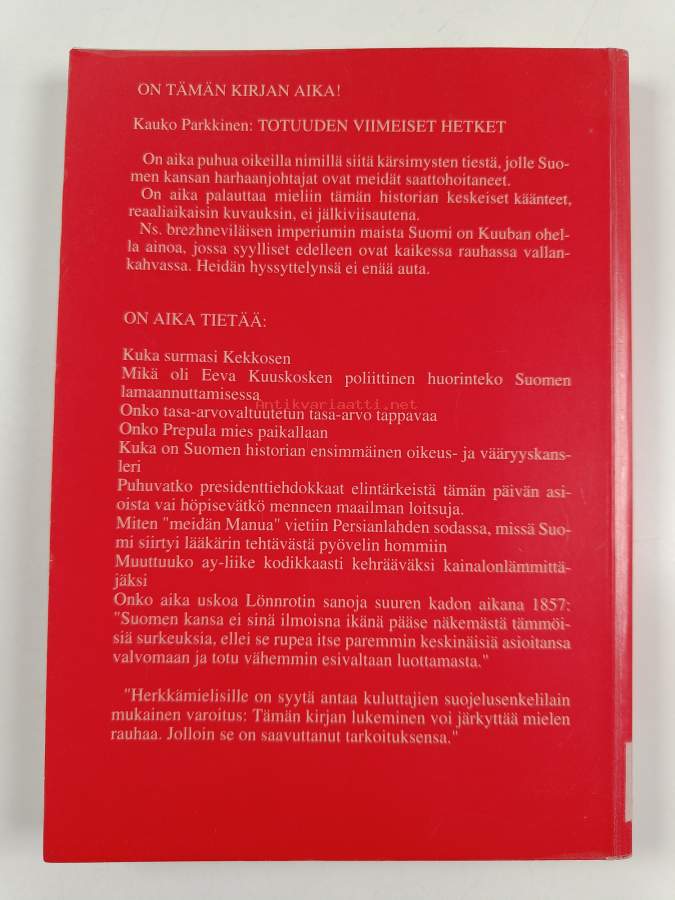 ON TÄMÄN KIRJAN AIKA!
Kauko Parkkinen: TOTUUDEN VIIMEISET HETKET
On aika puhua oikeilla nimillä siitä kärsimysten tiestä, jolle Suo-
men kansan harhaanjohtajat ovat meidät saattohoitaneet.
On aika palauttaa mieliin tämän historian keskeiset käänteet,
reaaliaikaisin kuvauksin, ei jälkiviisautena.
Ns. brezhneviläisen imperiumin maista Suomi on Kuuban ohel-
la ainoa, jossa syylliset edelleen ovat kaikessa rauhassa vallan-
kahvassa. Heidän hyssyttelynsä ei enää auta.
ON AIKA TIETÄÄ:
Kuka surmasi Kekkosen
Mikä oli Eeva Kuuskosken poliittinen huorinteko Suomen
lamaannuttamisessa
Antikvariaatti.net
Onko tasa-arvovaltuutetun tasa-arvo tappavaa
Onko Prepula mies paikallaan
Kuka on Suomen historian ensimmäinen oikeus- ja vääryyskans-
leri
Puhuvatko presidenttiehdokkaat elintärkeistä tämän päivän asi-
oista vai höpisevätkö menneen maailman loitsuja.
Miten "meidän Manua" vietiin Persianlahden sodassa, missä Suo-
mi siirtyi lääkärin tehtävästä pyövelin hommiin
Muuttuuko ay-liike kodikkaasti kehrääväksi kainalonlämmittä-
jäksi
Onko aika uskoa Lönnrotin sanoja suuren kadon aikana 1857:
"Suomen kansa ei sinä ilmoisna ikänä pääse näkemästä tämmöi-
siä surkeuksia, ellei se rupea itse paremmin keskinäisiä asioitansa
valvomaan ja totu vähemmin esivaltaan luottamasta."
"Herkkämielisille on syytä antaa kuluttajien suojelusenkelilain
mukainen varoitus: Tämän kirjan lukeminen voi järkyttää mielen
rauhaa. Jolloin se on saavuttanut tarkoituksensa."